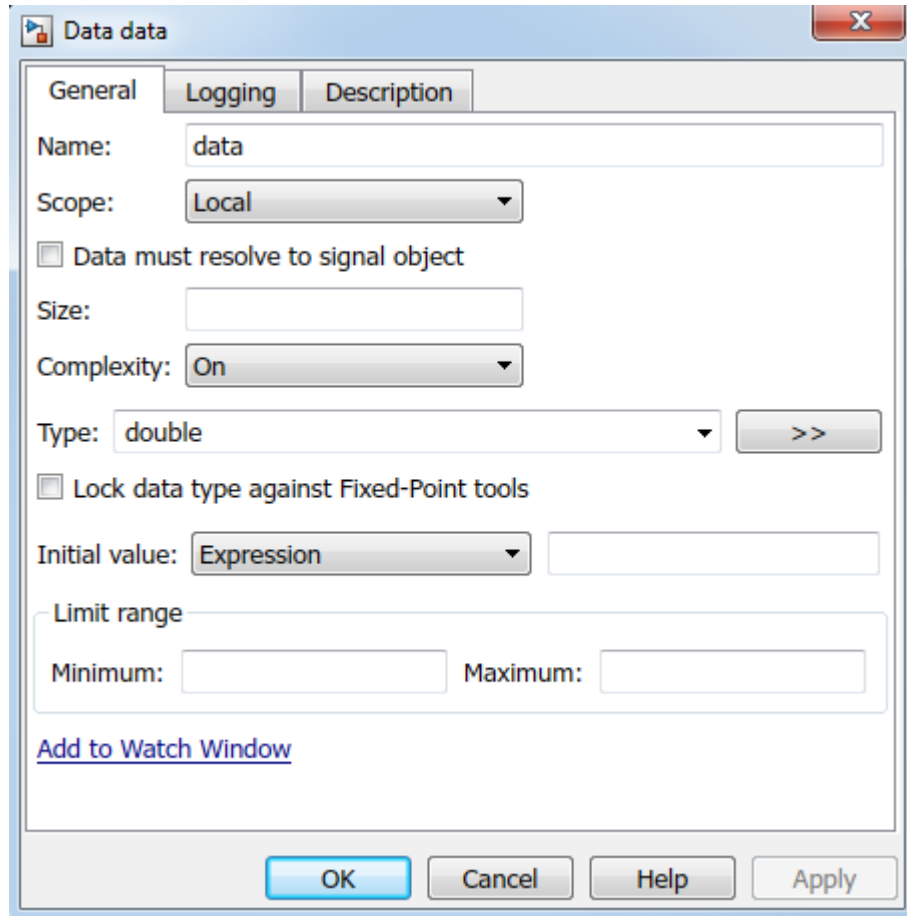 Data data
General Logging Description
Name: data
Scope: Local
Data must resolve to signal object
Size:
Complexity: On
Type: double >>
Lock data type against Fixed-Point tools
Initial value: Expression
Limit range
Minimum: Maximum:
Add to Watch Window
OK Cancel Help Apply